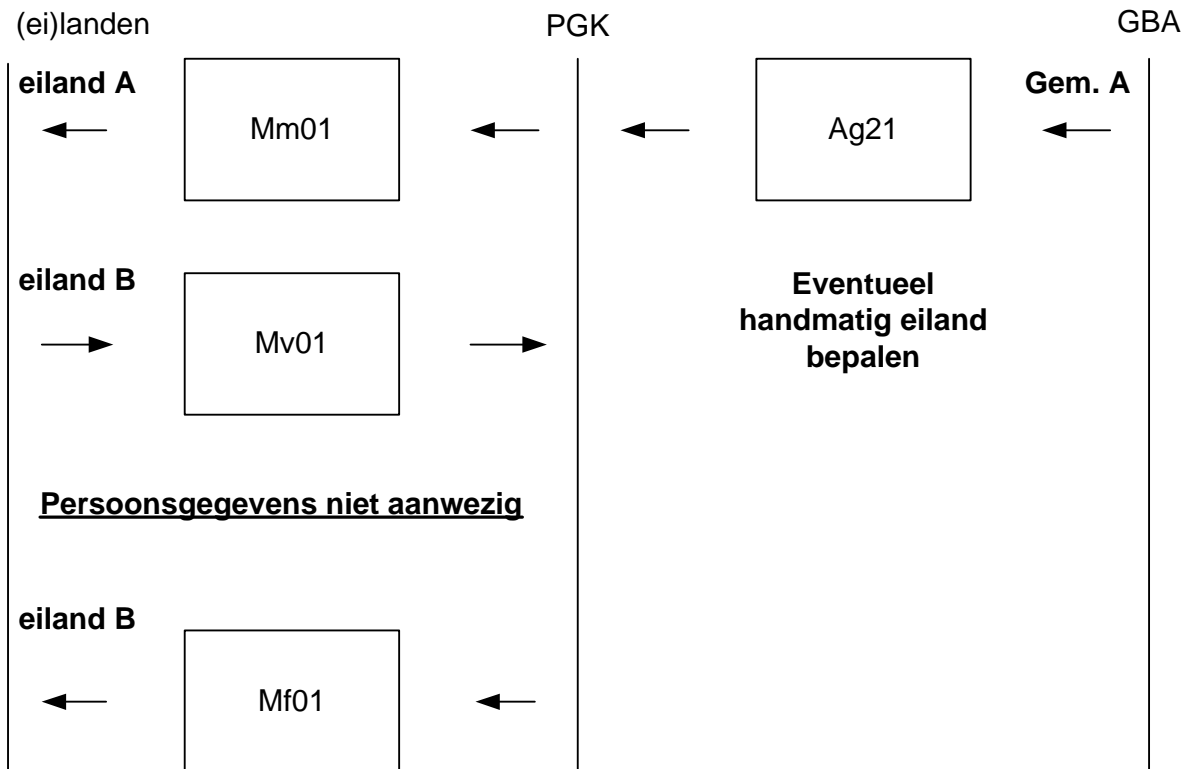 (ei)landen
PGK
GBA
eiland A
Gem. A
Mm01
Ag21
eiland B
Mv01
Eventueel
handmatig eiland
bepalen
Persoonsgegevens niet aanwezig
eiland B
Mf01